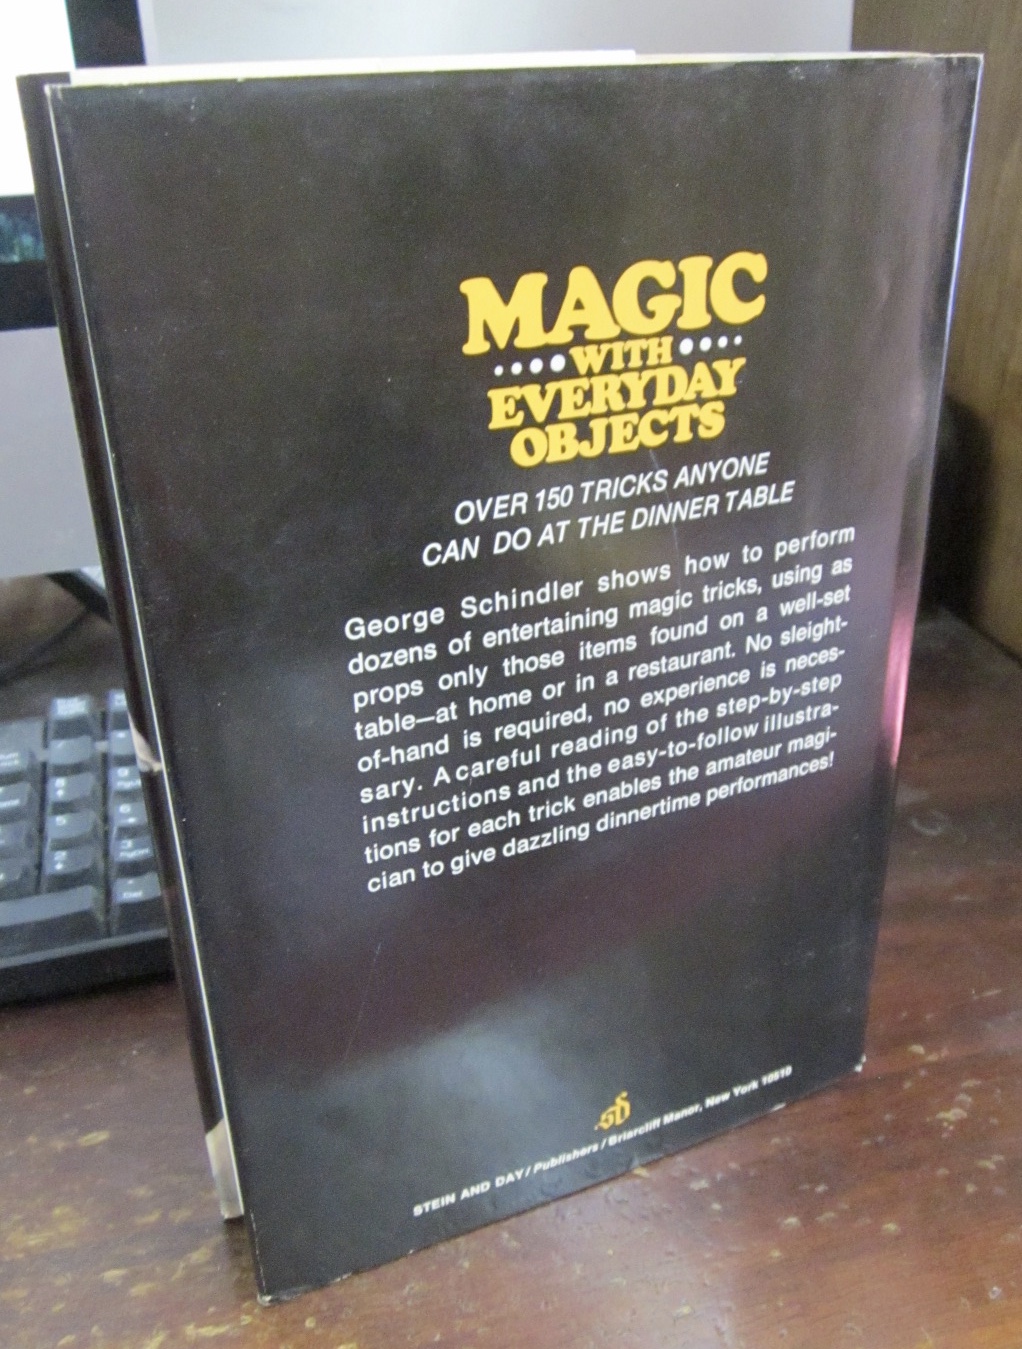 MAGIC
····WITH····
EVERYDAY
OBJECTS
OVER 150 TRICKS ANYONE
CAN DO AT THE DINNER TABLE
George Schindler shows how to perform
dozens of entertaining magic tricks, using as
props only those items found on a well-set
table—at home or in a restaurant. No sleight-
of-hand is required, no experience is neces-
sary. A careful reading of the step-by-step
instructions and the easy-to-follow illustra-
tions for each trick enables the amateur magi-
cian to give dazzling dinnertime performances!
sd
STEIN AND DAY / Publishers / Briarcliff Manor, New York 10510